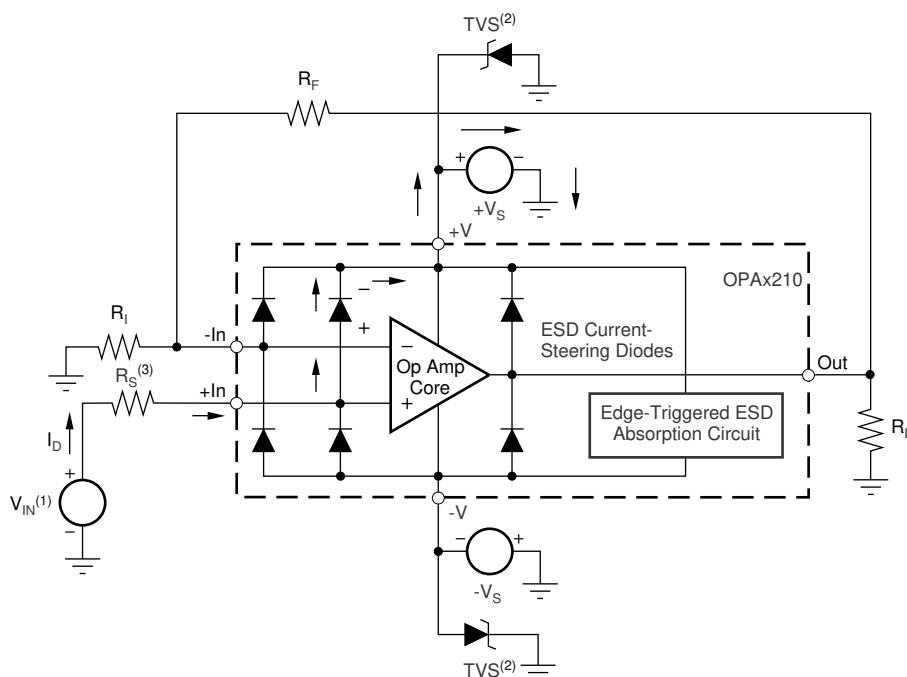 TVS(2)
RF
+ −
+VS
+V
OPAx210
−
+
RI
-In
−
Op Amp
Core
+
ESD Current-
Steering Diodes
Out
RS(3)
+In
ID
Edge-Triggered ESD
Absorption Circuit
RL
+
VIN(1)
−
-V
− +
-VS
TVS(2)